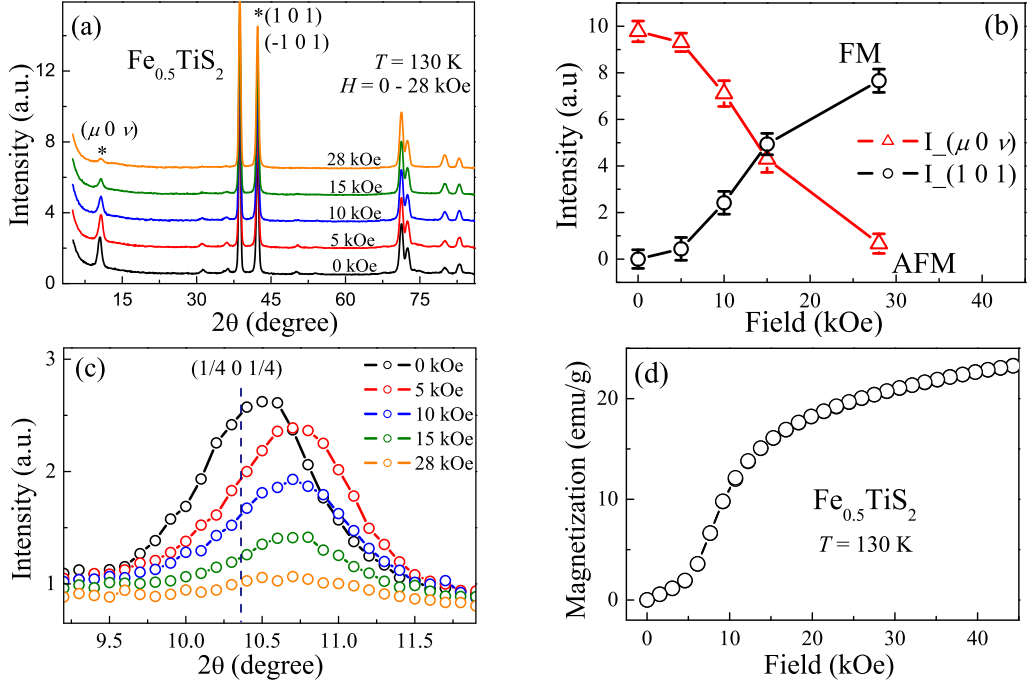 (a)
*(1 0 1)
(-1 0 1)
Fe0.5TiS2
T = 130 K
H = 0 - 28 kOe
(μ 0 ν)
*
28 kOe
15 kOe
10 kOe
5 kOe
0 kOe
Intensity (a.u.)
0
4
8
12
15
30
45
60
75
2θ (degree)
(b)
FM
I_(μ 0 ν)
I_(1 0 1)
AFM
Intensity (a.u)
0
2
4
6
8
10
0
10
20
30
40
Field (kOe)
(c)
(1/4 0 1/4)
0 kOe
5 kOe
10 kOe
15 kOe
28 kOe
Intensity (a.u.)
1
2
3
9.5
10.0
10.5
11.0
11.5
2θ (degree)
(d)
Fe0.5TiS2
T = 130 K
Magnetization (emu/g)
0
10
20
0
10
20
30
40
Field (kOe)